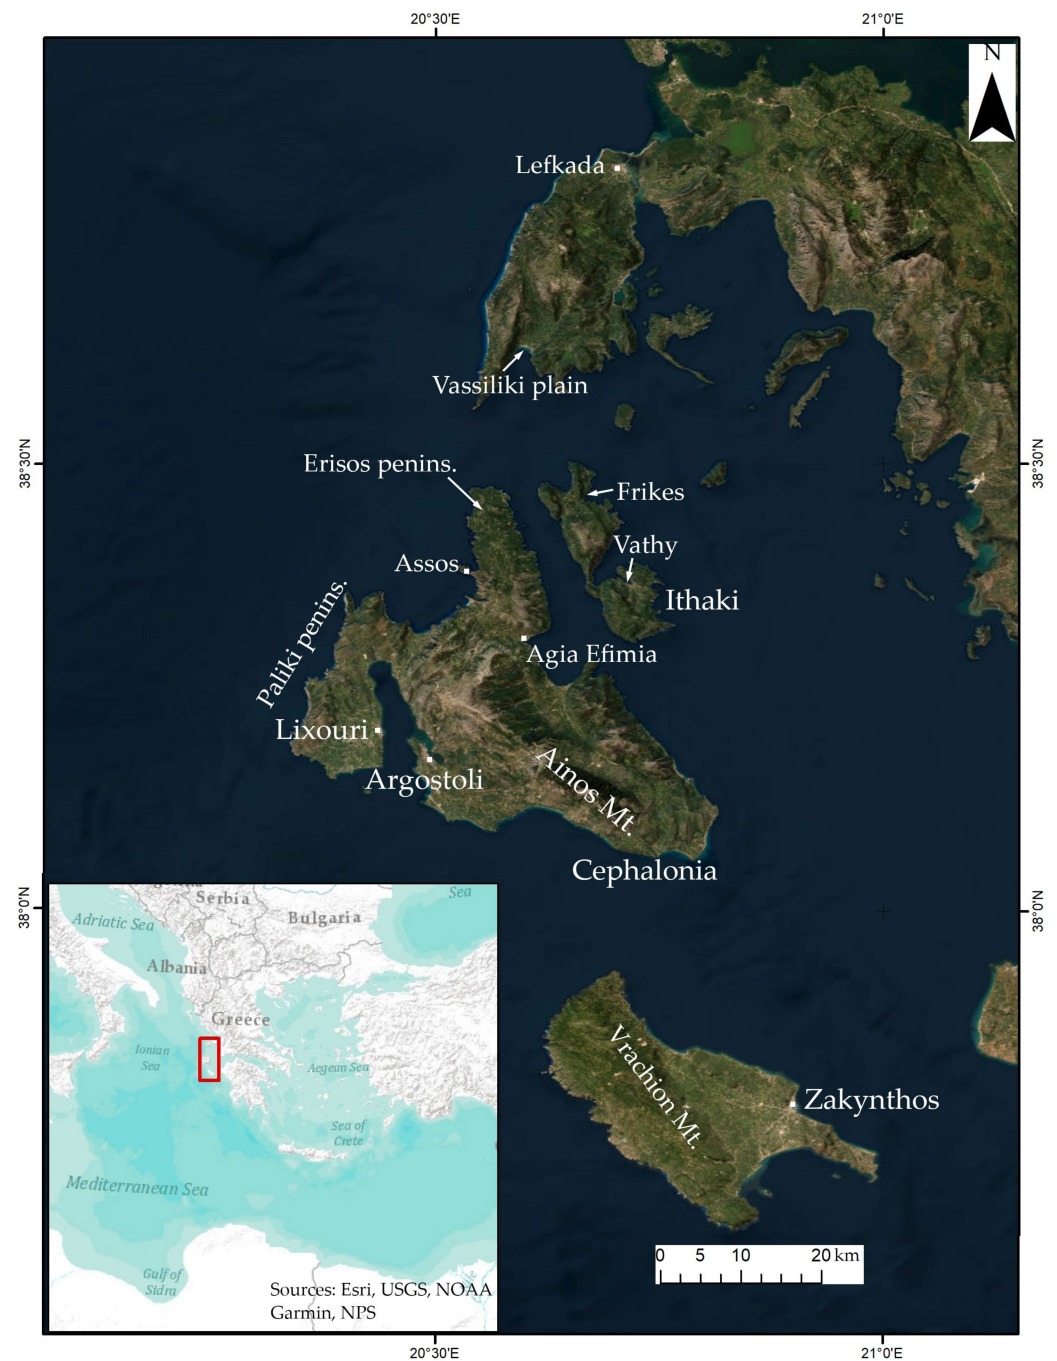 20°30'E
21°0'E
N
Lefkada
Vassiliki plain
38°30'N
38°30'N
Erisos penins.
Frikes
Vathy
Assos
Ithaki
Paliki penins.
Agia Efimia
Lixouri
Argostoli
Ainos Mt.
Cephalonia
38°0'N
38°0'N
Serbia
Sea
Bulgaria
Adriatic Sea
Albania
Greece
Ionian
Sea
Aegean Sea
Sea of
Crete
Mediterranean Sea
Gulf of
Sidra
Sources: Esri, USGS, NOAA
Garmin, NPS
Vrachion Mt.
Zakynthos
0 5 10 20 km
20°30'E
21°0'E